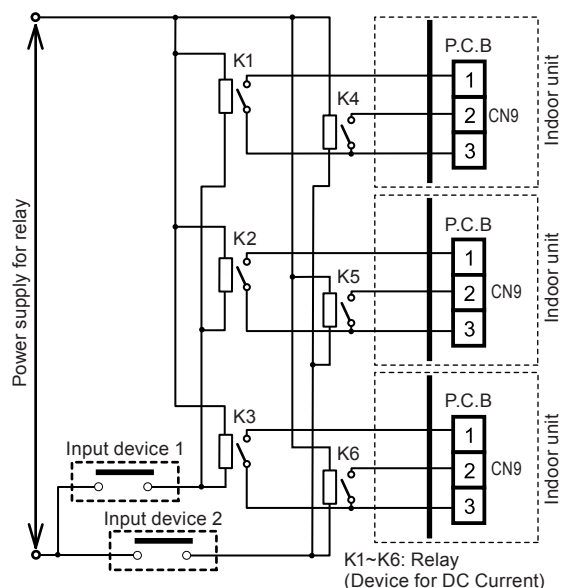 P.C.B
K1
1
K4
2
CN9
3
Indoor unit
Power supply for relay
P.C.B
K2
1
K5
2
CN9
3
Indoor unit
P.C.B
K3
1
Input device 1
K6
2
CN9
3
Indoor unit
Input device 2
K1~K6: Relay
(Device for DC Current)